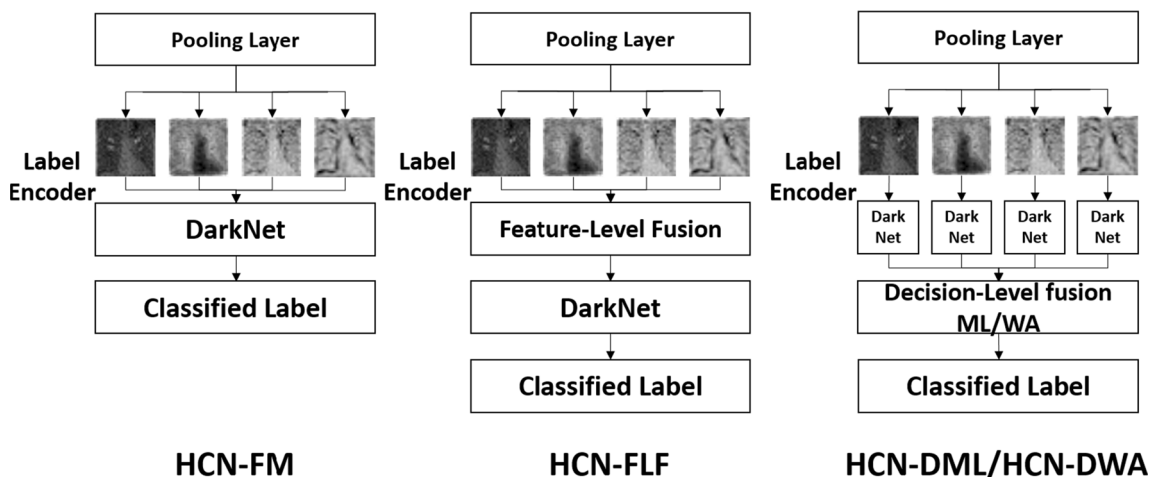 Pooling Layer
Label
Encoder
DarkNet
Classified Label
HCN-FM
Pooling Layer
Label
Encoder
Feature-Level Fusion
DarkNet
Classified Label
HCN-FLF
Pooling Layer
Label
Encoder
Dark
Net
Dark
Net
Dark
Net
Dark
Net
Decision-Level fusion
ML/WA
Classified Label
HCN-DML/HCN-DWA